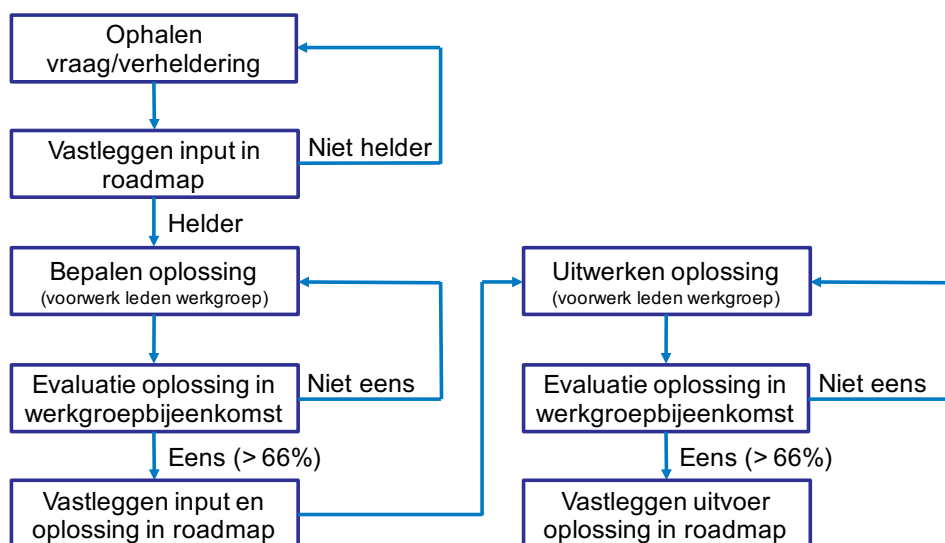 Ophalen
vraag/verheldering
Vastleggen input in
roadmap
Niet helder
Helder
Bepalen oplossing
(voorwerk leden werkgroep)
Evaluatie oplossing in
werkgroepbijeenkomst
Niet eens
Eens (> 66%)
Vastleggen input en
oplossing in roadmap
Uitwerken oplossing
(voorwerk leden werkgroep)
Evaluatie oplossing in
werkgroepbijeenkomst
Niet eens
Eens (> 66%)
Vastleggen uitvoer
oplossing in roadmap